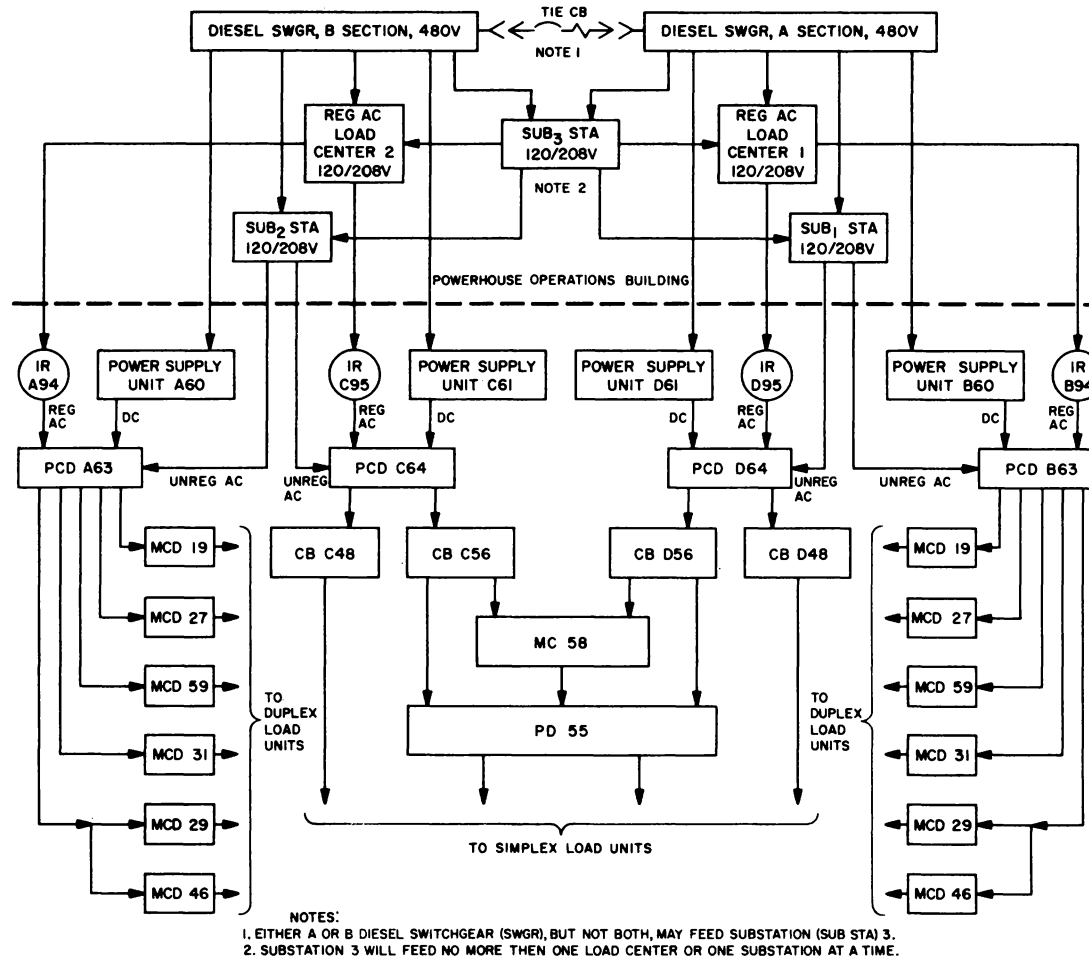 TIE CB
DIESEL SWGR, B SECTION, 480V
DIESEL SWGR, A SECTION, 480V
NOTE 1
REG AC
LOAD
CENTER 2
120/208V
SUB3 STA
120/208V
REG AC
LOAD
CENTER 1
120/208V
NOTE 2
SUB2 STA
120/208V
SUB1 STA
120/208V
POWERHOUSE OPERATIONS BUILDING
IR
A94
POWER SUPPLY
UNIT A60
IR
C95
POWER SUPPLY
UNIT C61
POWER SUPPLY
UNIT D61
IR
D95
POWER SUPPLY
UNIT B60
IR
B94
REG
AC
DC
REG
AC
DC
DC
REG
AC
DC
REG
AC
PCD A63
UNREG AC
UNREG
AC
PCD C64
PCD D64
UNREG
AC
UNREG AC
PCD B63
MCD 19
CB C48
CB C56
CB D56
CB D48
MCD 19
MCD 27
MC 58
MCD 27
MCD 59
TO
DUPLEX
LOAD
UNITS
PD 55
TO
DUPLEX
LOAD
UNITS
MCD 59
MCD 31
MCD 31
MCD 29
MCD 29
TO SIMPLEX LOAD UNITS
MCD 46
MCD 46
NOTES:
1. EITHER A OR B DIESEL SWITCHGEAR (SWGR), BUT NOT BOTH, MAY FEED SUBSTATION (SUB STA) 3.
2. SUBSTATION 3 WILL FEED NO MORE THEN ONE LOAD CENTER OR ONE SUBSTATION AT A TIME.